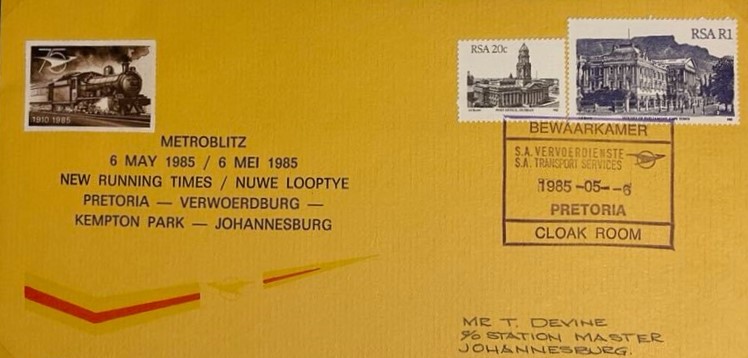 75
1910 1985
RSA 20c
RSA R1
METROBLITZ
6 MAY 1985 / 6 MEI 1985
NEW RUNNING TIMES / NUWE LOOPTYE
PRETORIA — VERWOERDBURG —
KEMPTON PARK — JOHANNESBURG
BEWAARKAMER
S.A. VERVOERDIENSTE
S.A. TRANSPORT SERVICES
1985-05--6
PRETORIA
CLOAK ROOM
MR T. DEVINE
c/o STATION MASTER
JOHANNESBURG.